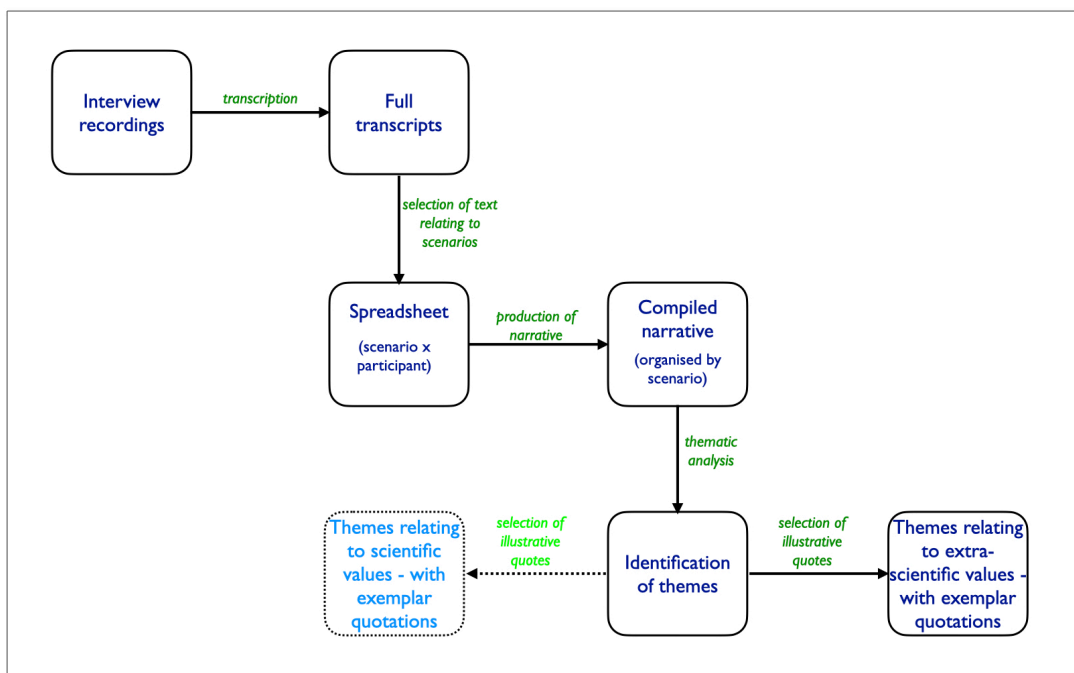 Interview
recordings
transcription
Full
transcripts
selection of text
relating to
scenarios
Spreadsheet
(scenario x
participant)
production of
narrative
Compiled
narrative
(organised by
scenario)
thematic
analysis
Themes relating
to scientific
values - with
exemplar
quotations
selection of
illustrative
quotes
Identification
of themes
selection of
illustrative
quotes
Themes relating
to extra-
scientific values -
with exemplar
quotations